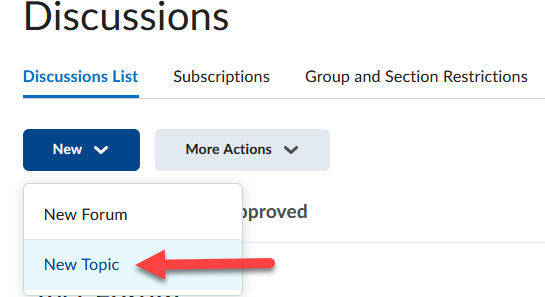 Discussions
Discussions List Subscriptions Group and Section Restrictions
New More Actions
New Forum
pproved
New Topic